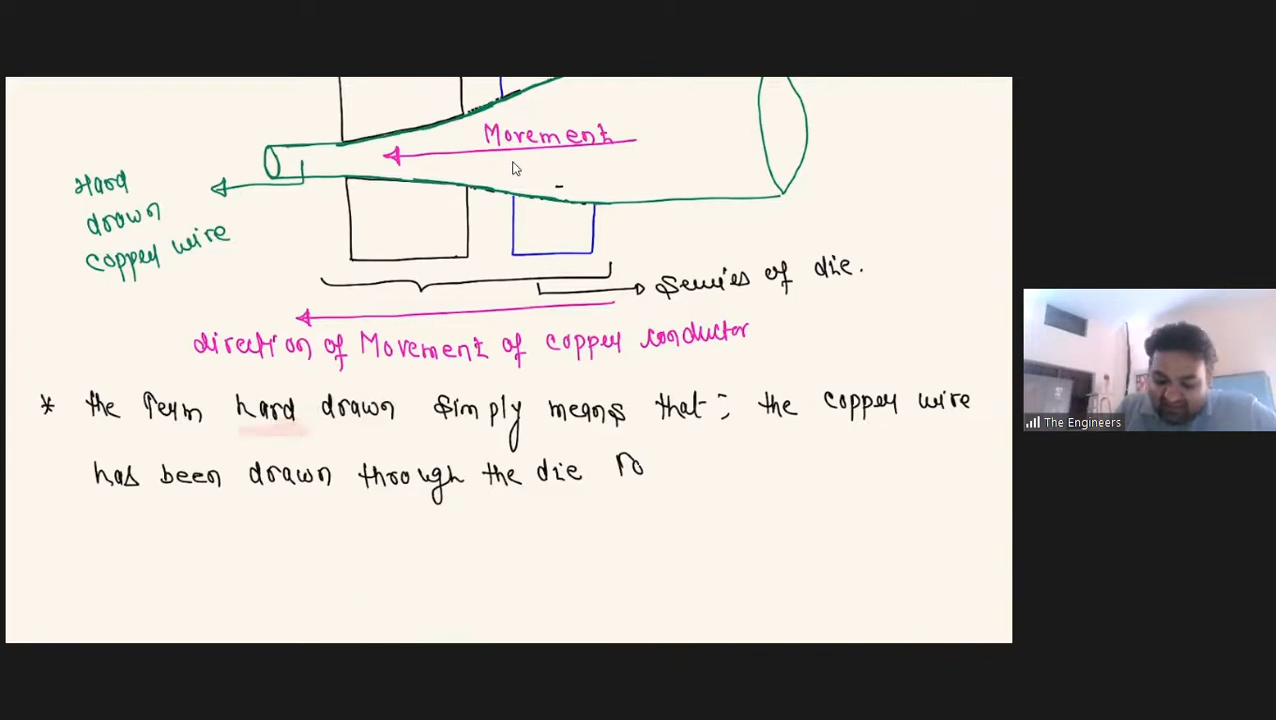 Movement
Hard
drawn
copper wire
series of die.
direction of Movement of copper conductor
* the Term hard drawn simply means that :- the copper wire
has been drawn through the die To
The Engineers